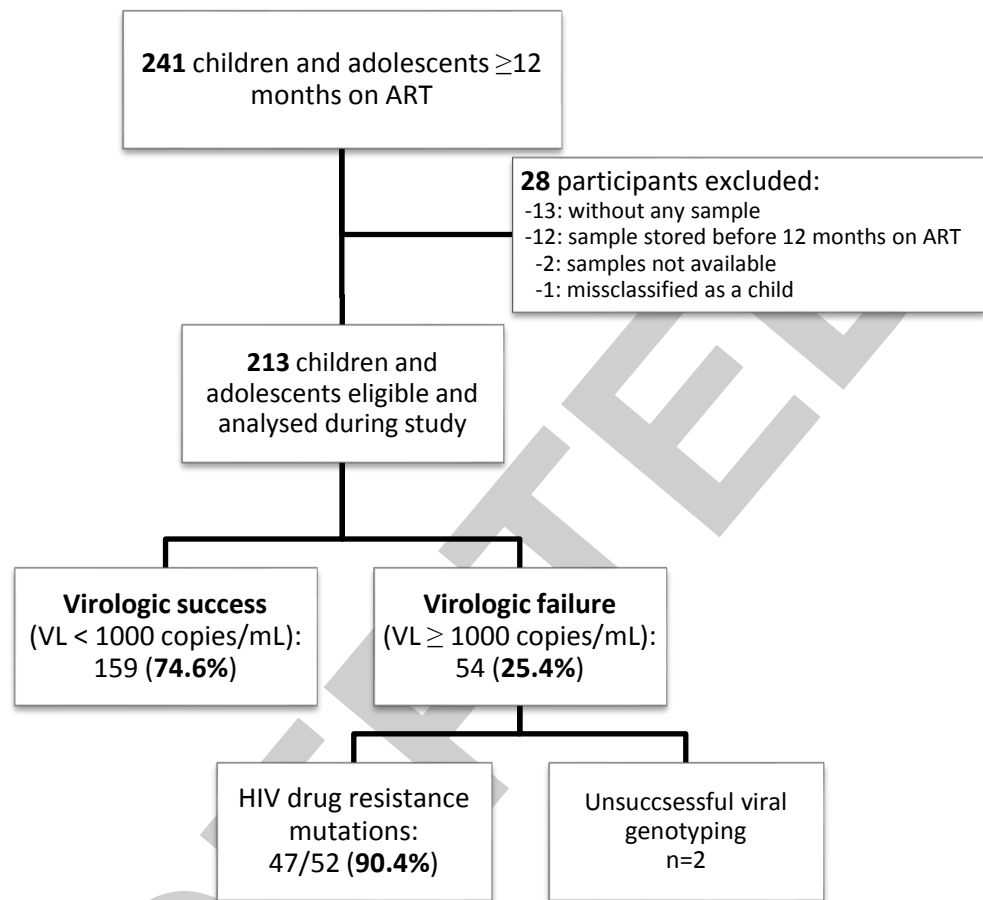 241 children and adolescents ≥12
months on ART
28 participants excluded:
-13: without any sample
-12: sample stored before 12 months on ART
-2: samples not available
-1: missclassified as a child
213 children and
adolescents eligible and
analysed during study
Virologic success
(VL < 1000 copies/mL):
159 (74.6%)
Virologic failure
(VL ≥ 1000 copies/mL):
54 (25.4%)
HIV drug resistance
mutations:
47/52 (90.4%)
Unsuccsessful viral
genotyping
n=2